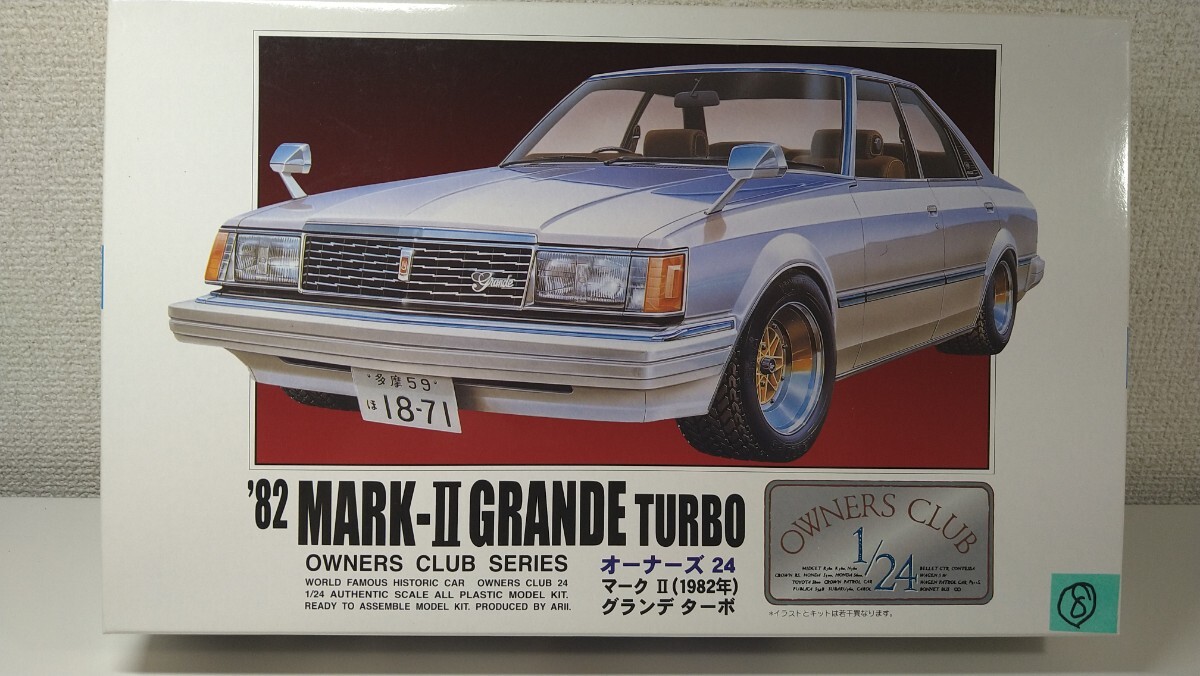 Grande
多摩 59
ほ 18-71
'82 MARK-II GRANDE TURBO
OWNERS CLUB SERIES
WORLD FAMOUS HISTORIC CAR OWNERS CLUB 24
1/24 AUTHENTIC SCALE ALL PLASTIC MODEL KIT.
READY TO ASSEMBLE MODEL KIT. PRODUCED BY ARII.
オーナーズ 24
マーク II (1982年)
グランデ ターボ
OWNERS CLUB
1/24
*イラストとキットは若干異なります。
8